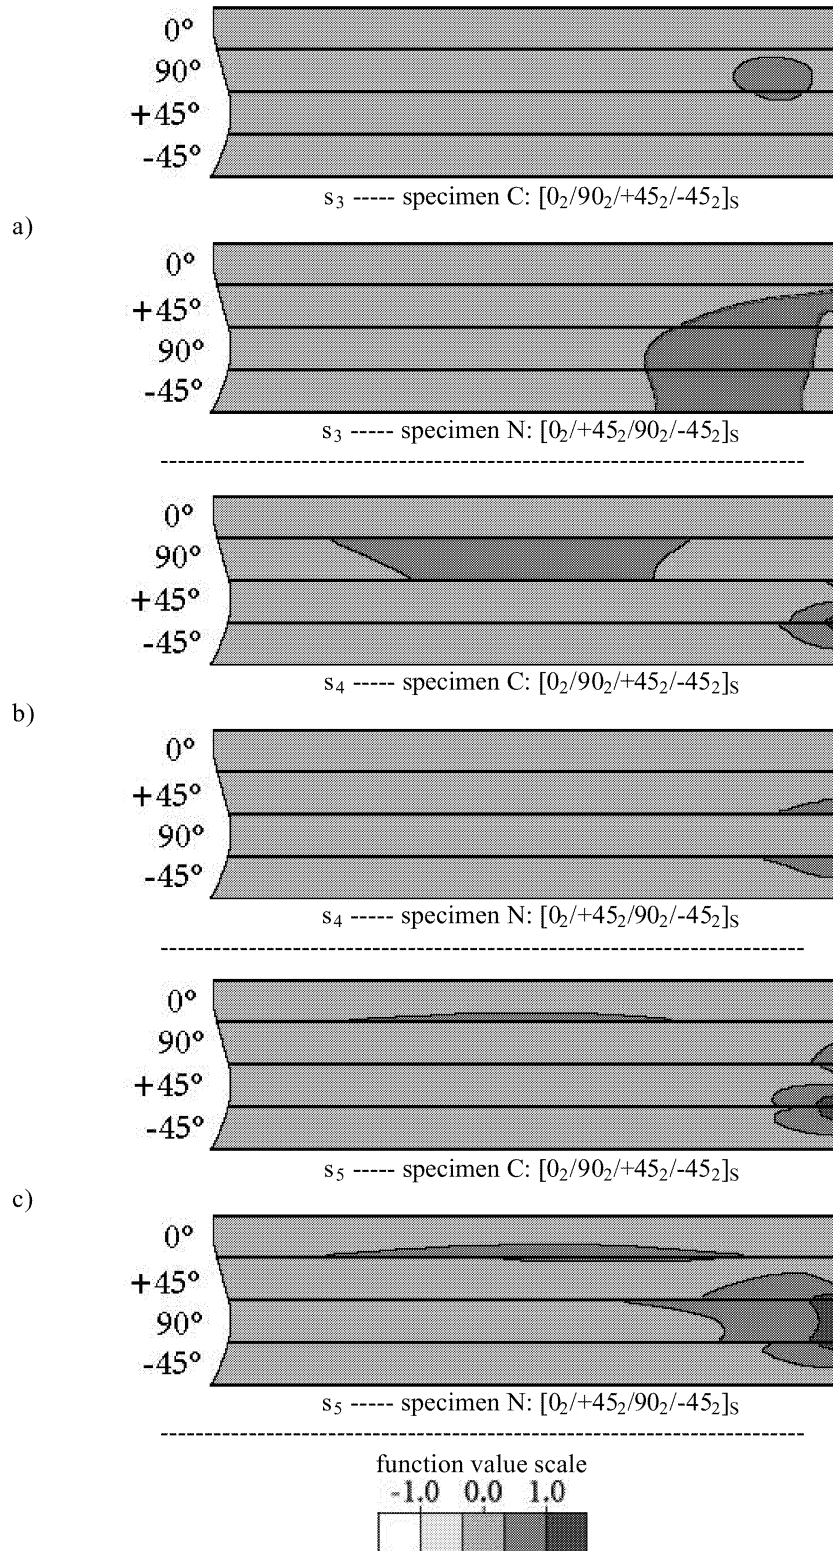 0°
90°
+45°
-45°
s₃ ----- specimen C: [0₂/90₂/+45₂/-45₂]s
a)
0°
+45°
90°
-45°
s₃ ----- specimen N: [0₂/+45₂/90₂/-45₂]s
0°
90°
+45°
-45°
s₄ ----- specimen C: [0₂/90₂/+45₂/-45₂]s
b)
0°
+45°
90°
-45°
s₄ ----- specimen N: [0₂/+45₂/90₂/-45₂]s
0°
90°
+45°
-45°
s₅ ----- specimen C: [0₂/90₂/+45₂/-45₂]s
c)
0°
+45°
90°
-45°
s₅ ----- specimen N: [0₂/+45₂/90₂/-45₂]s
function value scale
-1.0 0.0 1.0